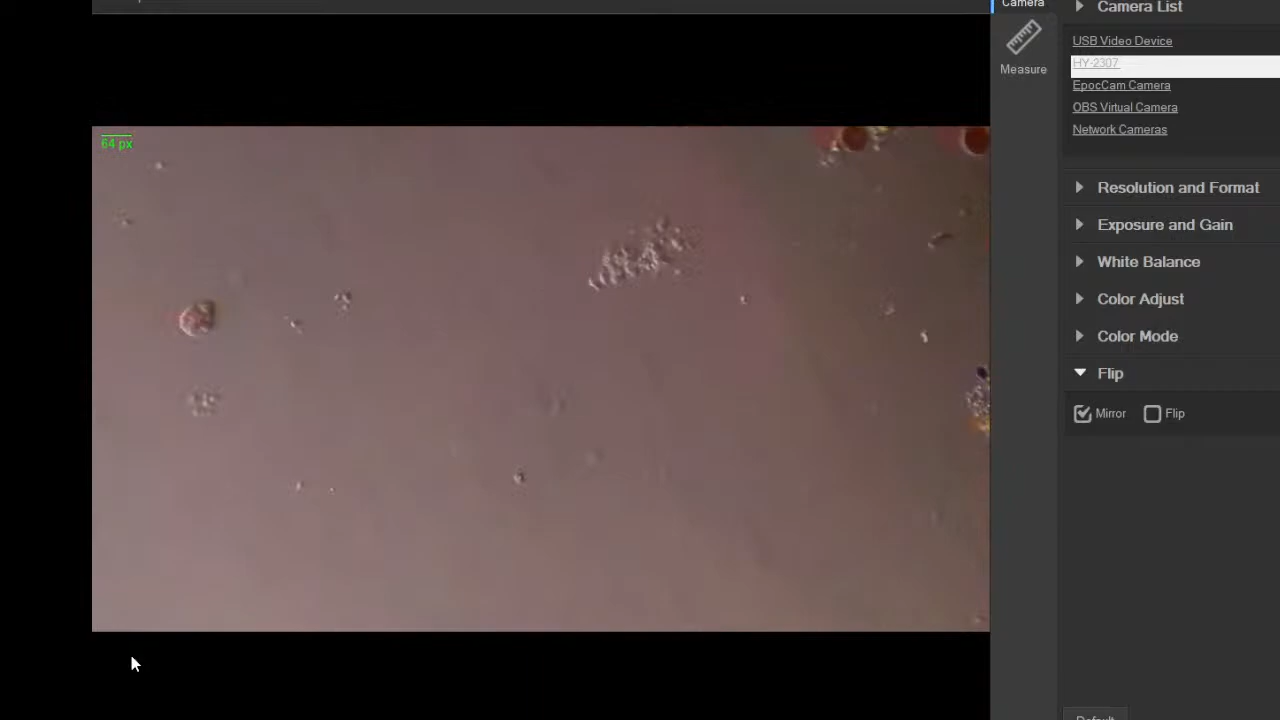 Camera
Camera List
Measure
USB Video Device
HY-2307
EpocCam Camera
OBS Virtual Camera
Network Cameras
64 px
Resolution and Format
Exposure and Gain
White Balance
Color Adjust
Color Mode
Flip
Mirror
Flip
Default